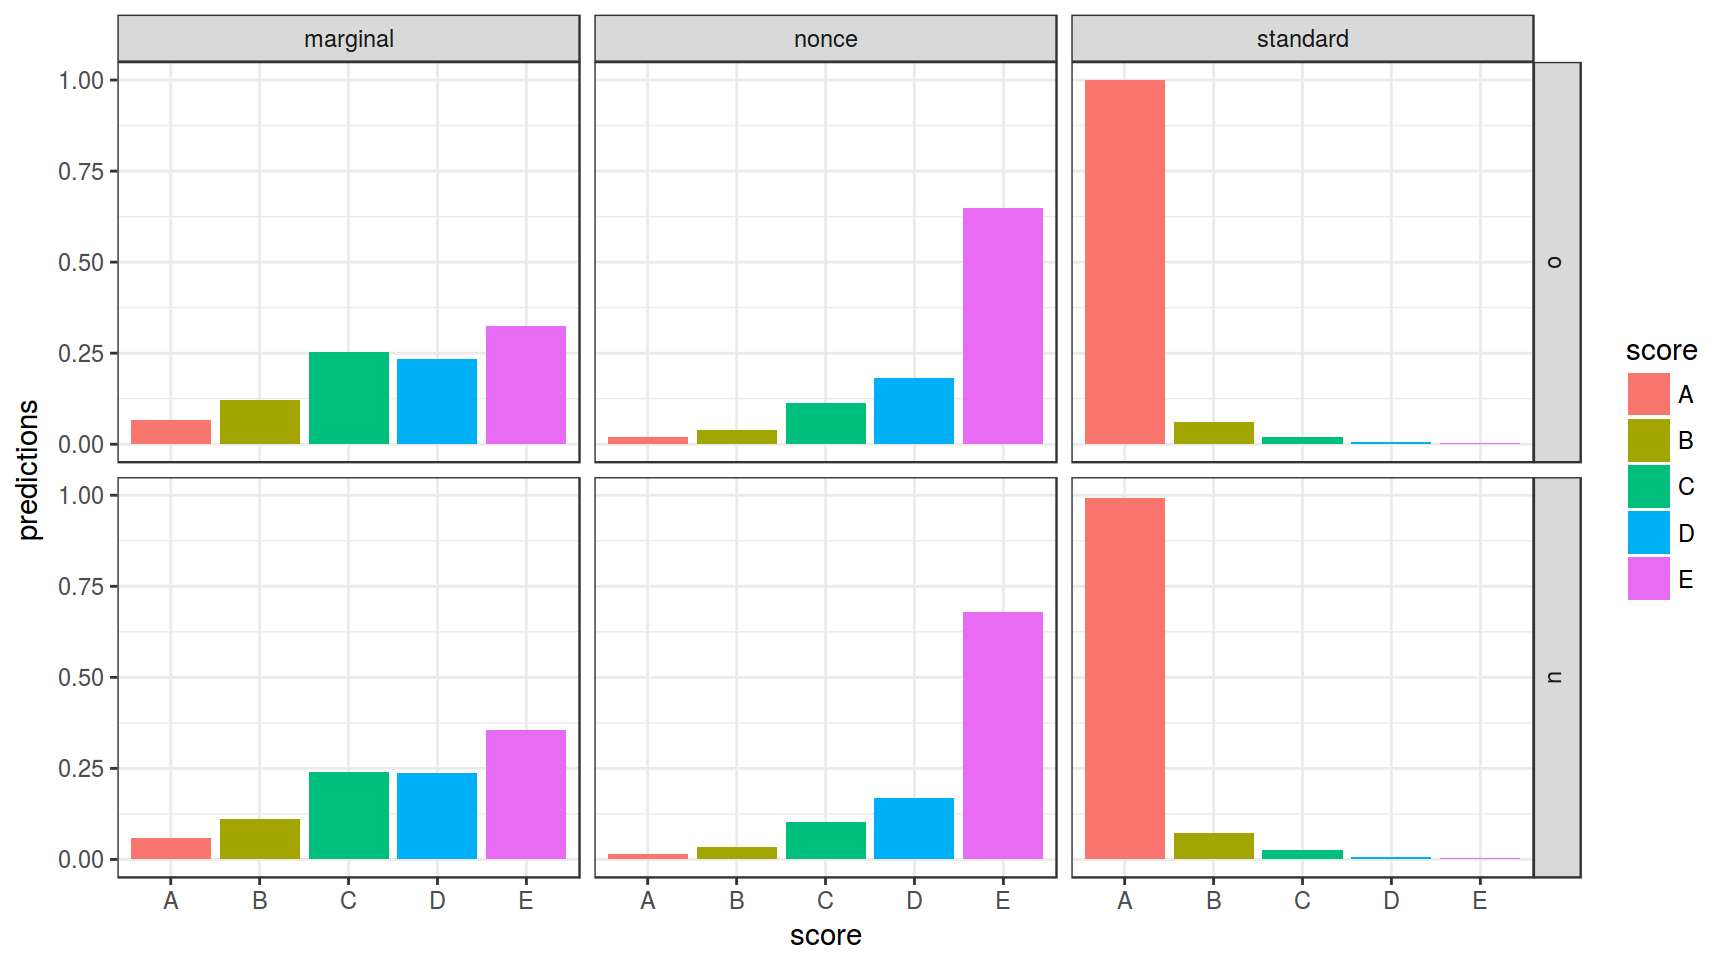 marginal
nonce
standard
1.00
0.75
0.50
0.25
0.00
o
1.00
0.75
0.50
0.25
0.00
n
A B C D E
A B C D E
A B C D E
score
predictions
score
A
B
C
D
E